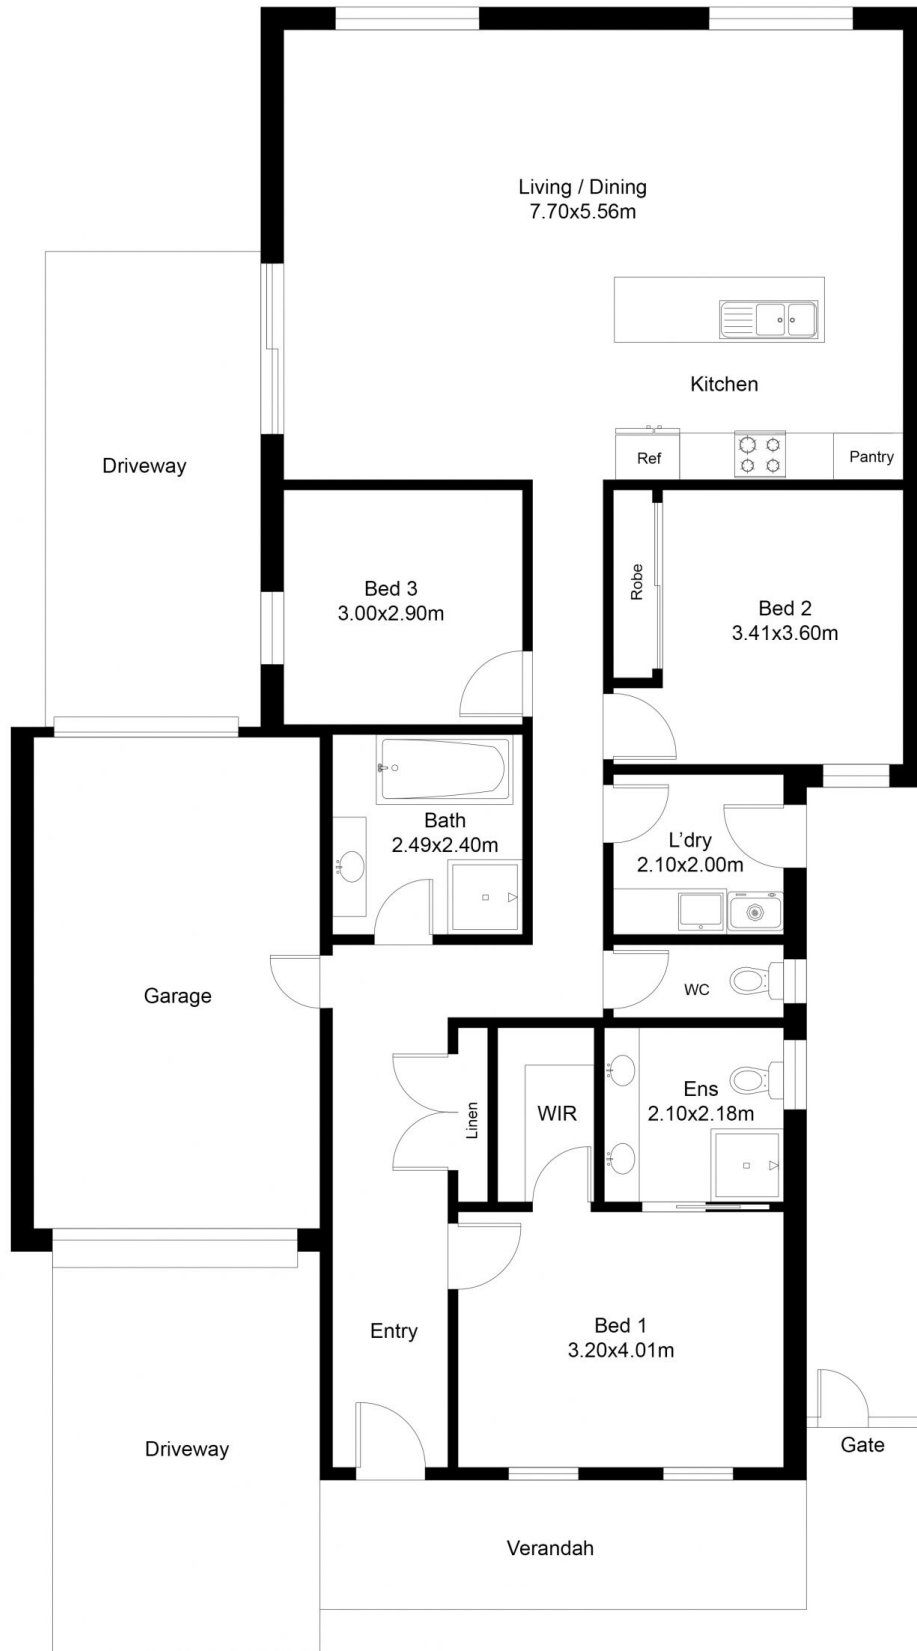 Living / Dining
7.70x5.56m
Kitchen
Ref
Pantry
Driveway
Bed 3
3.00x2.90m
Robe
Bed 2
3.41x3.60m
Bath
2.49x2.40m
L'dry
2.10x2.00m
Garage
WC
Linen
WIR
Ens
2.10x2.18m
Entry
Bed 1
3.20x4.01m
Driveway
Gate
Verandah